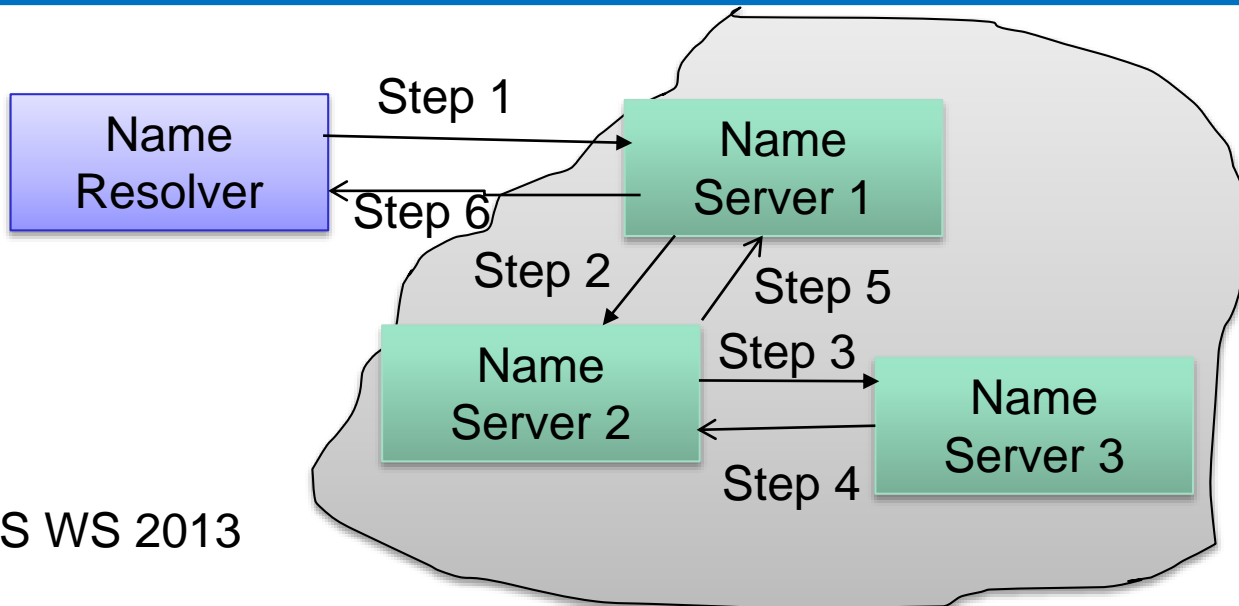 Step 1
Name
Resolver
Name
Server 1
Step 6
Step 2
Step 5
Name
Server 2
Step 3
Name
Server 3
Step 4
S WS 2013